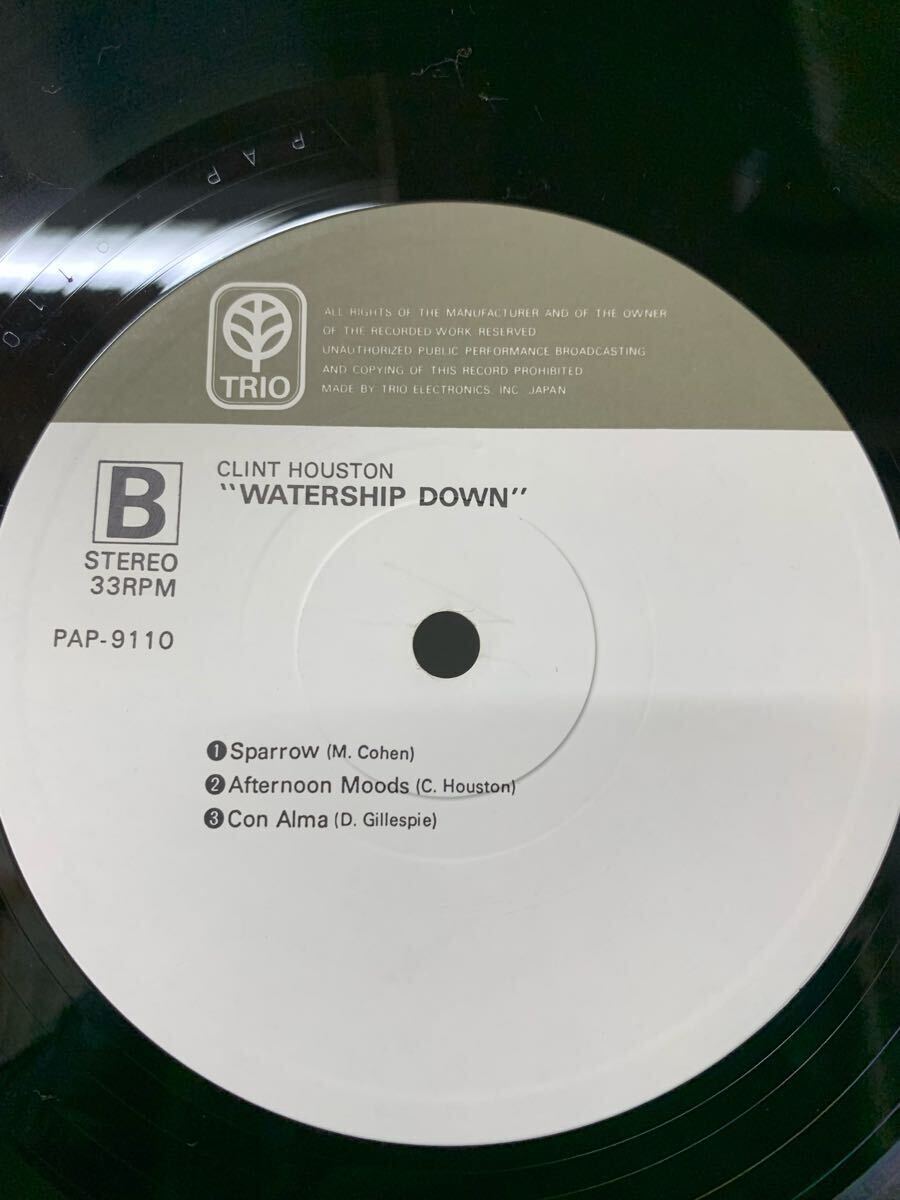 PAP
0110
TRIO
ALL RIGHTS OF THE MANUFACTURER AND OF THE OWNER
OF THE RECORDED WORK RESERVED
UNAUTHORIZED PUBLIC PERFORMANCE BROADCASTING
AND COPYING OF THIS RECORD PROHIBITED
MADE BY TRIO ELECTRONICS, INC. JAPAN
B
STEREO
33RPM
PAP-9110
CLINT HOUSTON
"WATERSHIP DOWN"
❶Sparrow (M. Cohen)
❷Afternoon Moods (C. Houston)
❸Con Alma (D. Gillespie)